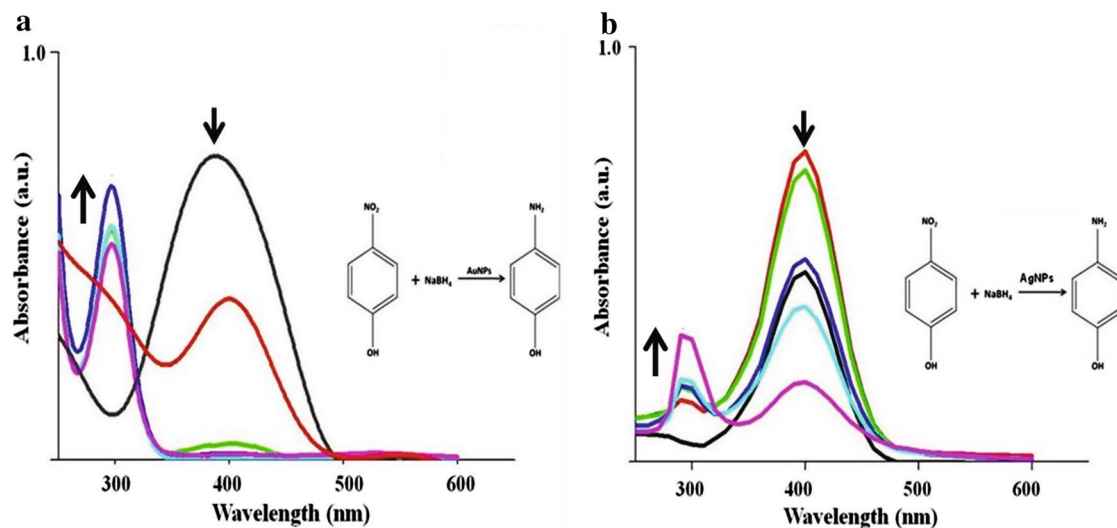 a
1.0
Absorbance (a.u.)
NO₂
+ NaBH₄
AuNPs
OH
NH₂
OH
300
400
500
600
Wavelength (nm)
b
1.0
Absorbance (a.u.)
NO₂
+ NaBH₄
AgNPs
OH
NH₂
OH
300
400
500
600
Wavelength (nm)